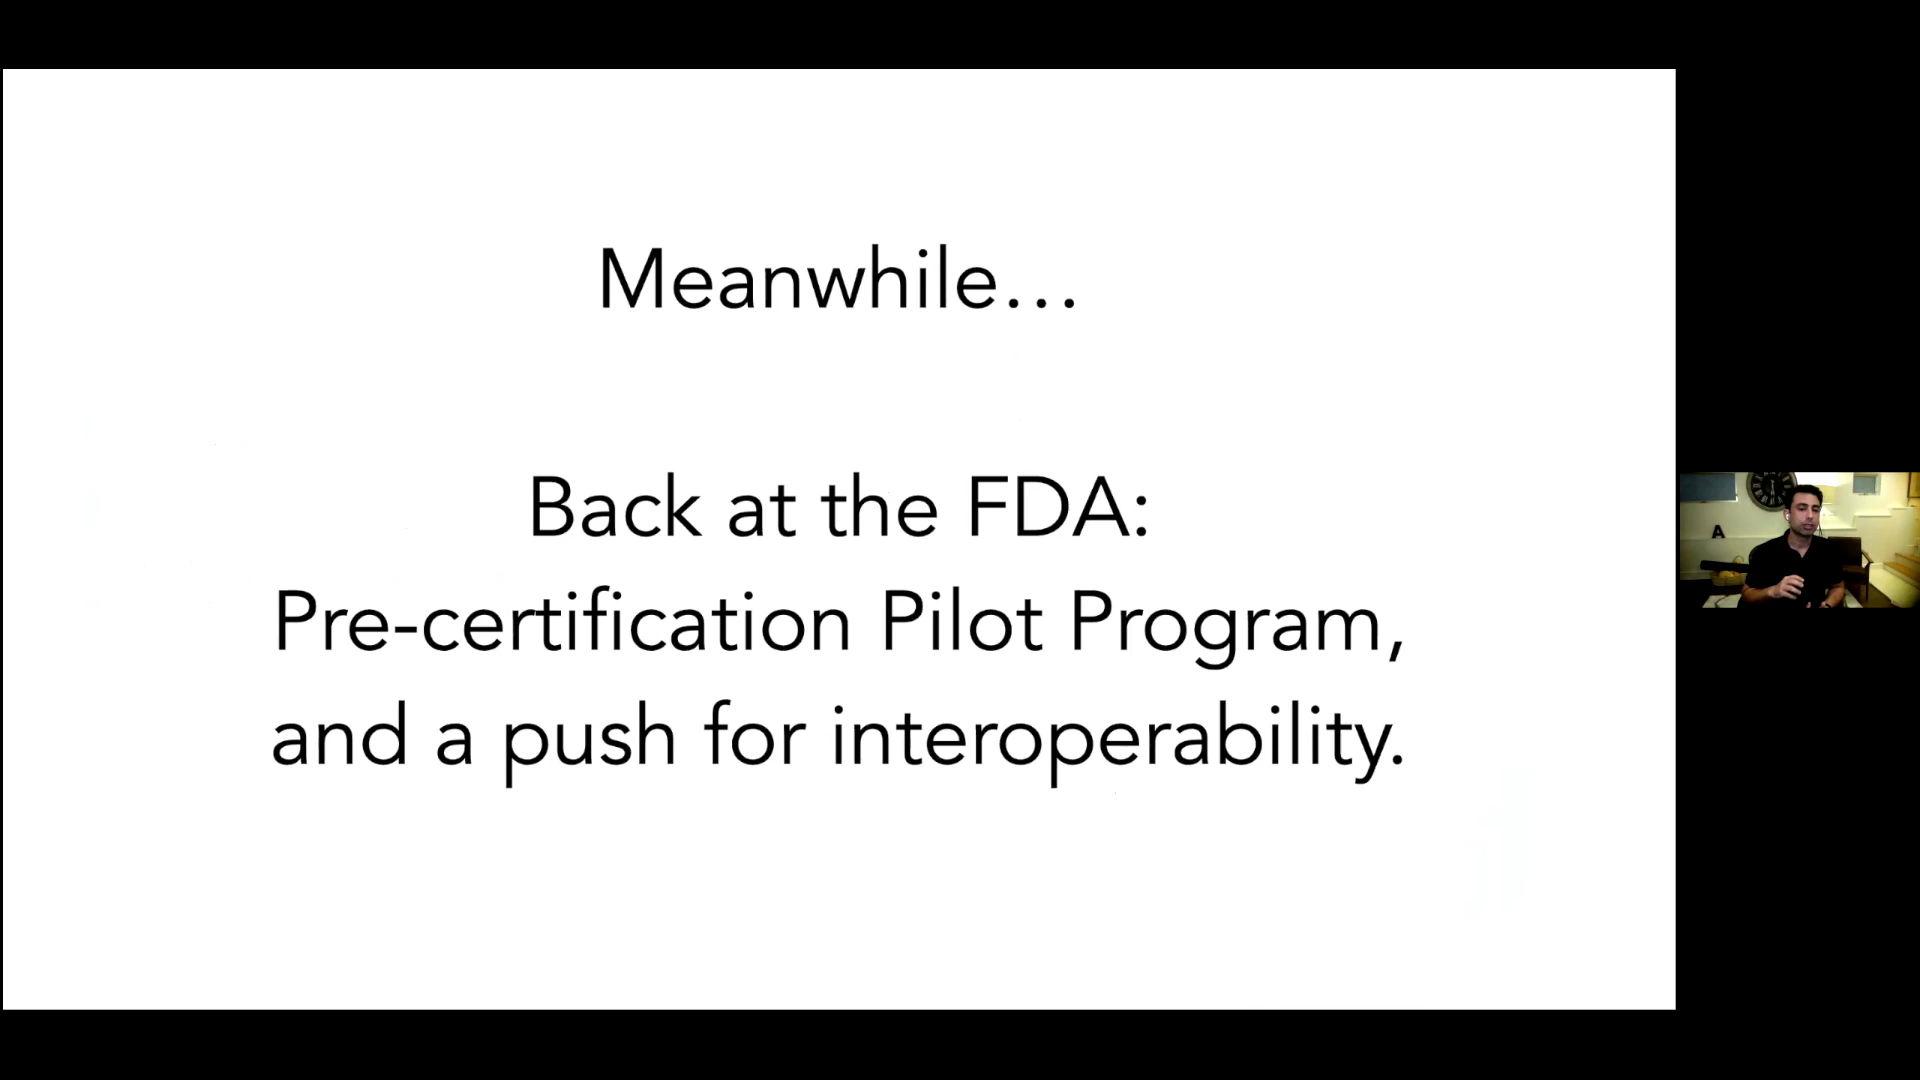 Meanwhile…
Back at the FDA:
Pre-certification Pilot Program,
and a push for interoperability.
A